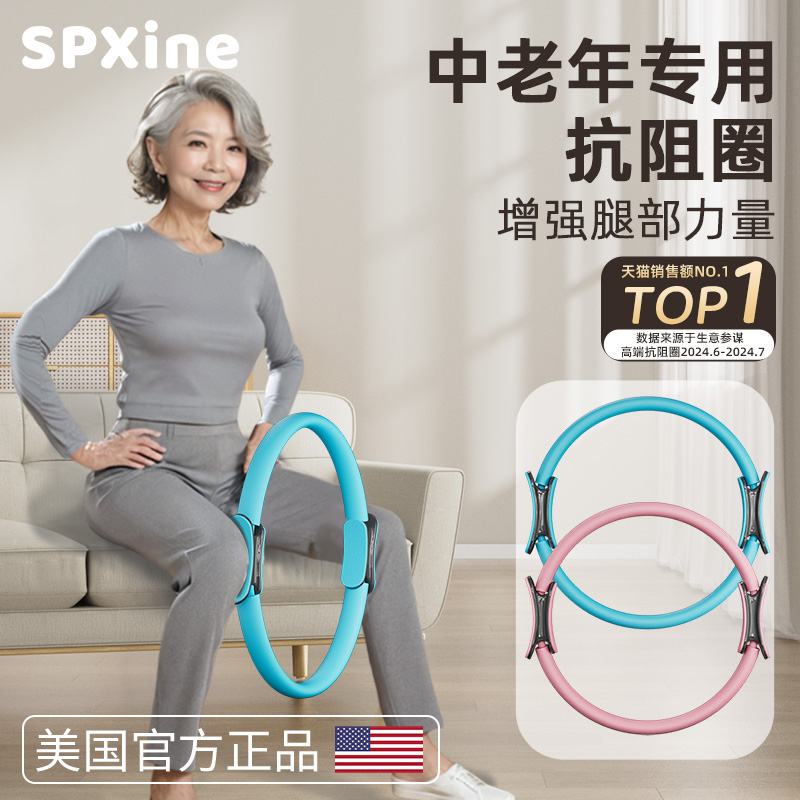 SPXine
中老年专用
抗阻圈
增强腿部力量
天猫销售额NO.1
TOP1
数据来源于生意参谋
高端抗阻圈2024.6-2024.7
美国官方正品